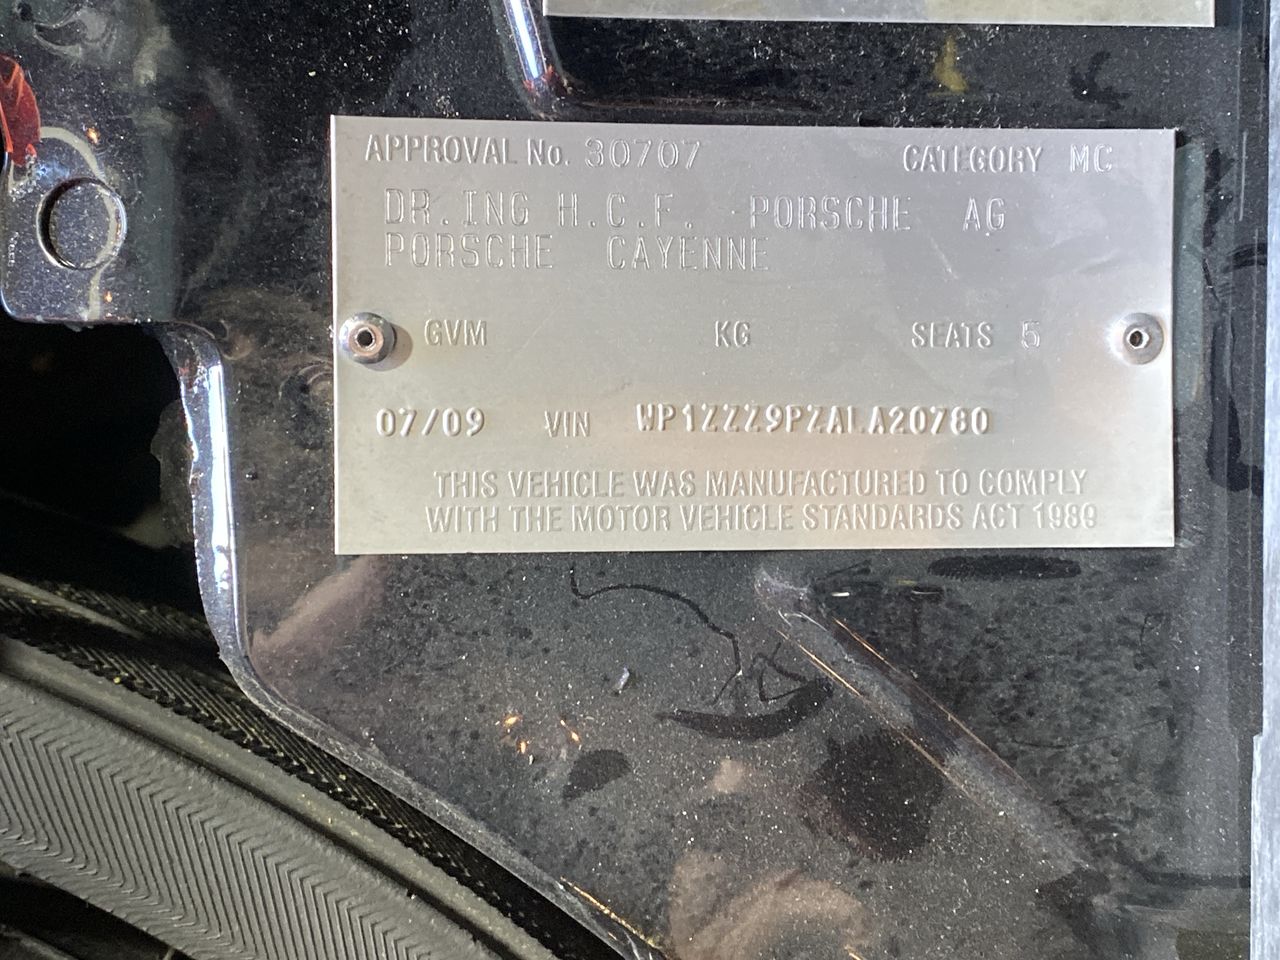 APPROVAL No. 30707 CATEGORY MC
DR.ING H.C.F. PORSCHE AG
PORSCHE CAYENNE
GVM KG SEATS 5
07/09 VIN WP1ZZZ9PZALA20780
THIS VEHICLE WAS MANUFACTURED TO COMPLY
WITH THE MOTOR VEHICLE STANDARDS ACT 1989